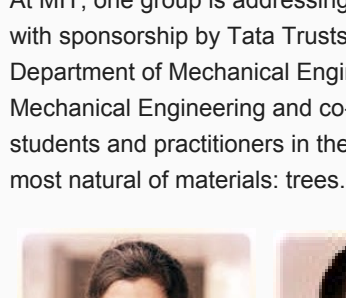 At MIT, one group is addressing
with sponsorship by Tata Trusts
Department of Mechanical Engi
Mechanical Engineering and co-
students and practitioners in the
most natural of materials: trees.